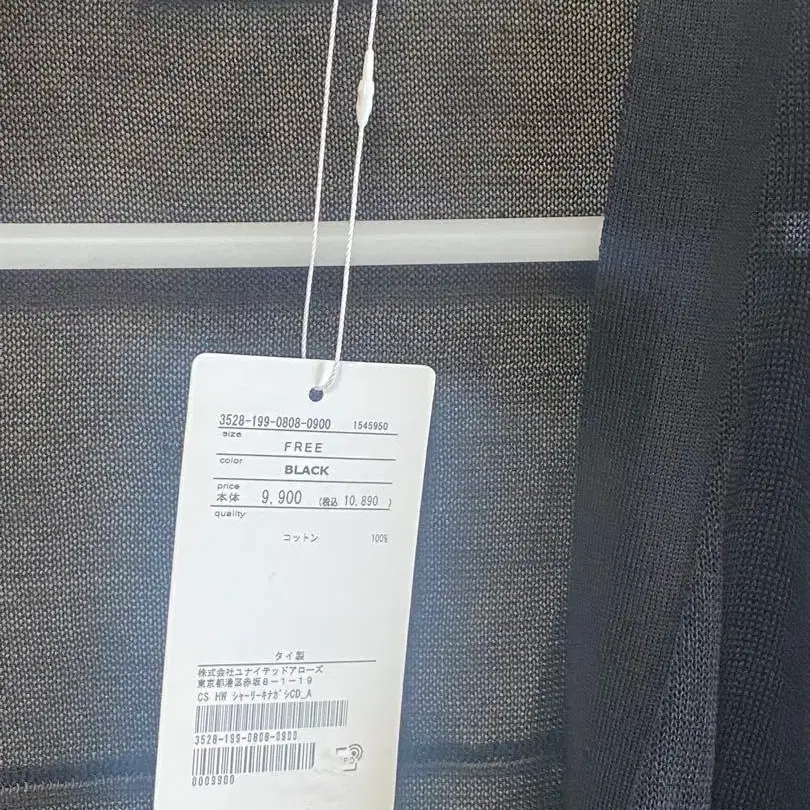 3528-199-0808-0900 1545950
size
FREE
color
BLACK
price
本体 9,900 (税込 10,890 )
quality
コットン 100%
タイ製
株式会社ユナイテッドアローズ
東京都港区赤坂8-1-19
CS HW シャーリーキナガシCD_A
3528-199-0808-0900
0009900